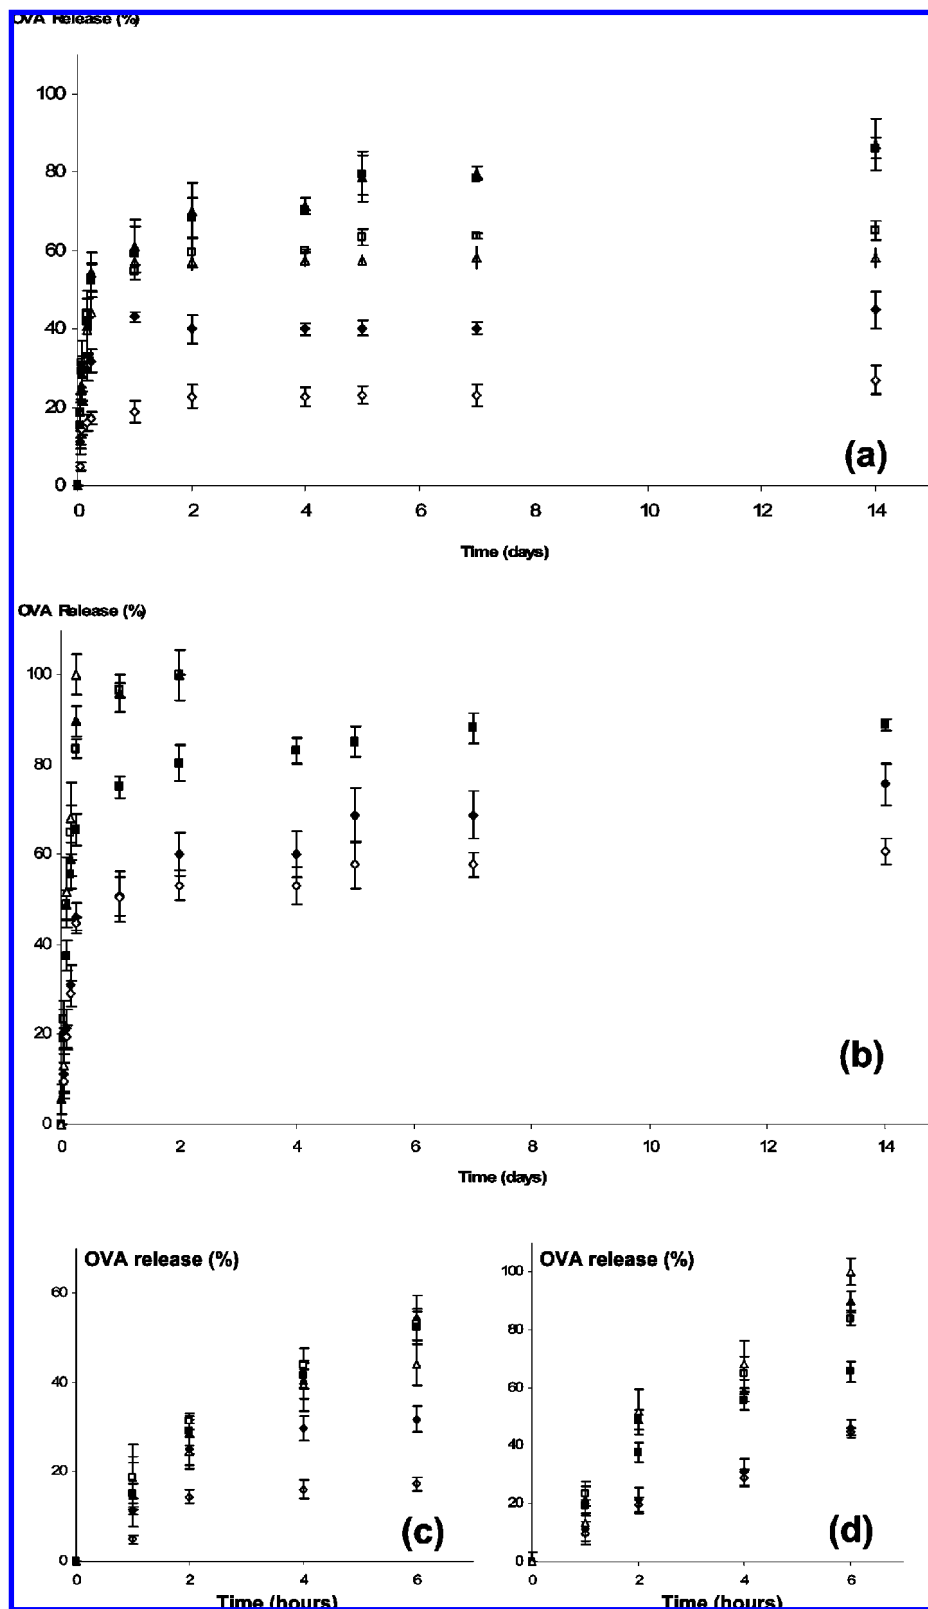 OVA Release (%)
100
80
60
40
20
0
0 2 4 6 8 10 12 14
(a)
Time (days)
OVA Release (%)
100
80
60
40
20
0
0 2 4 6 8 10 12 14
(b)
Time (days)
OVA release (%)
60
40
20
0
0 2 4 6
(c)
Time (hours)
OVA release (%)
100
80
60
40
20
0
0 2 4 6
(d)
Time (hours)